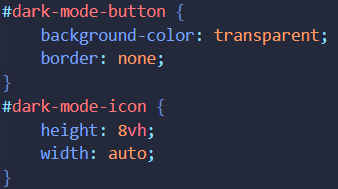 #dark-mode-button {
    background-color: transparent;
    border: none;
}
#dark-mode-icon {
    height: 8vh;
    width: auto;
}